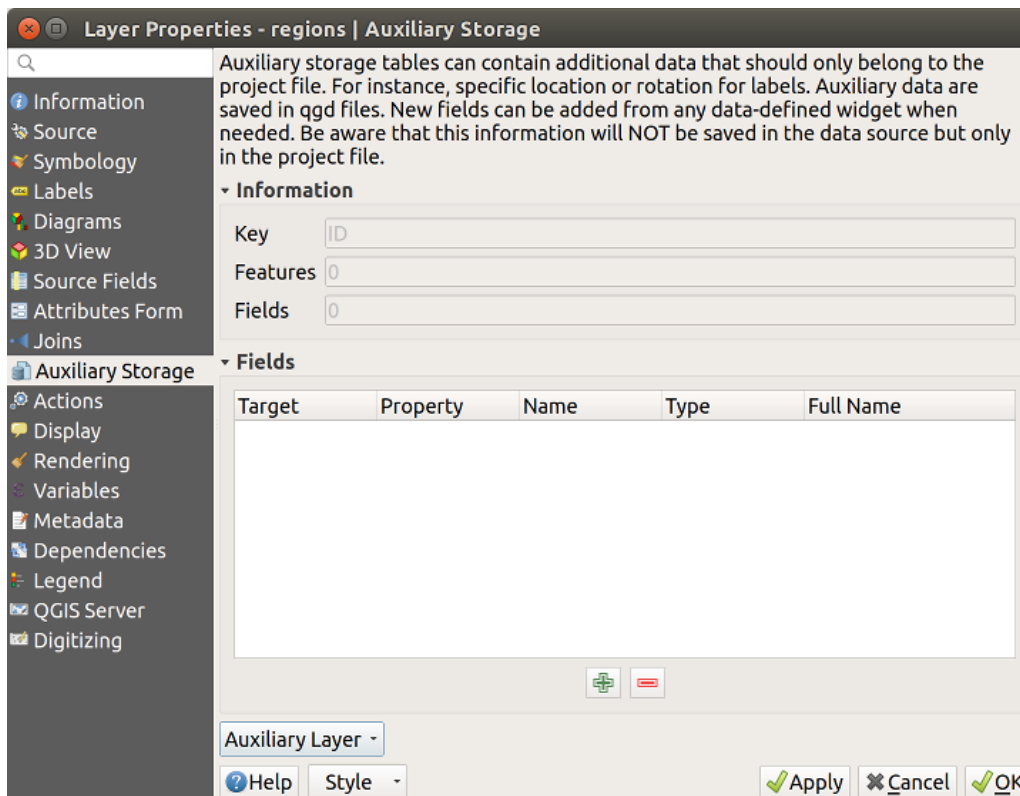 Layer Properties - regions | Auxiliary Storage
Information
Source
Symbology
Labels
Diagrams
3D View
Source Fields
Attributes Form
Joins
Auxiliary Storage
Actions
Display
Rendering
Variables
Metadata
Dependencies
Legend
QGIS Server
Digitizing
Auxiliary storage tables can contain additional data that should only belong to the
project file. For instance, specific location or rotation for labels. Auxiliary data are
saved in qgd files. New fields can be added from any data-defined widget when
needed. Be aware that this information will NOT be saved in the data source but only
in the project file.
Information
Key ID
Features 0
Fields 0
Fields
Target Property Name Type Full Name
Auxiliary Layer
Help Style Apply Cancel OK